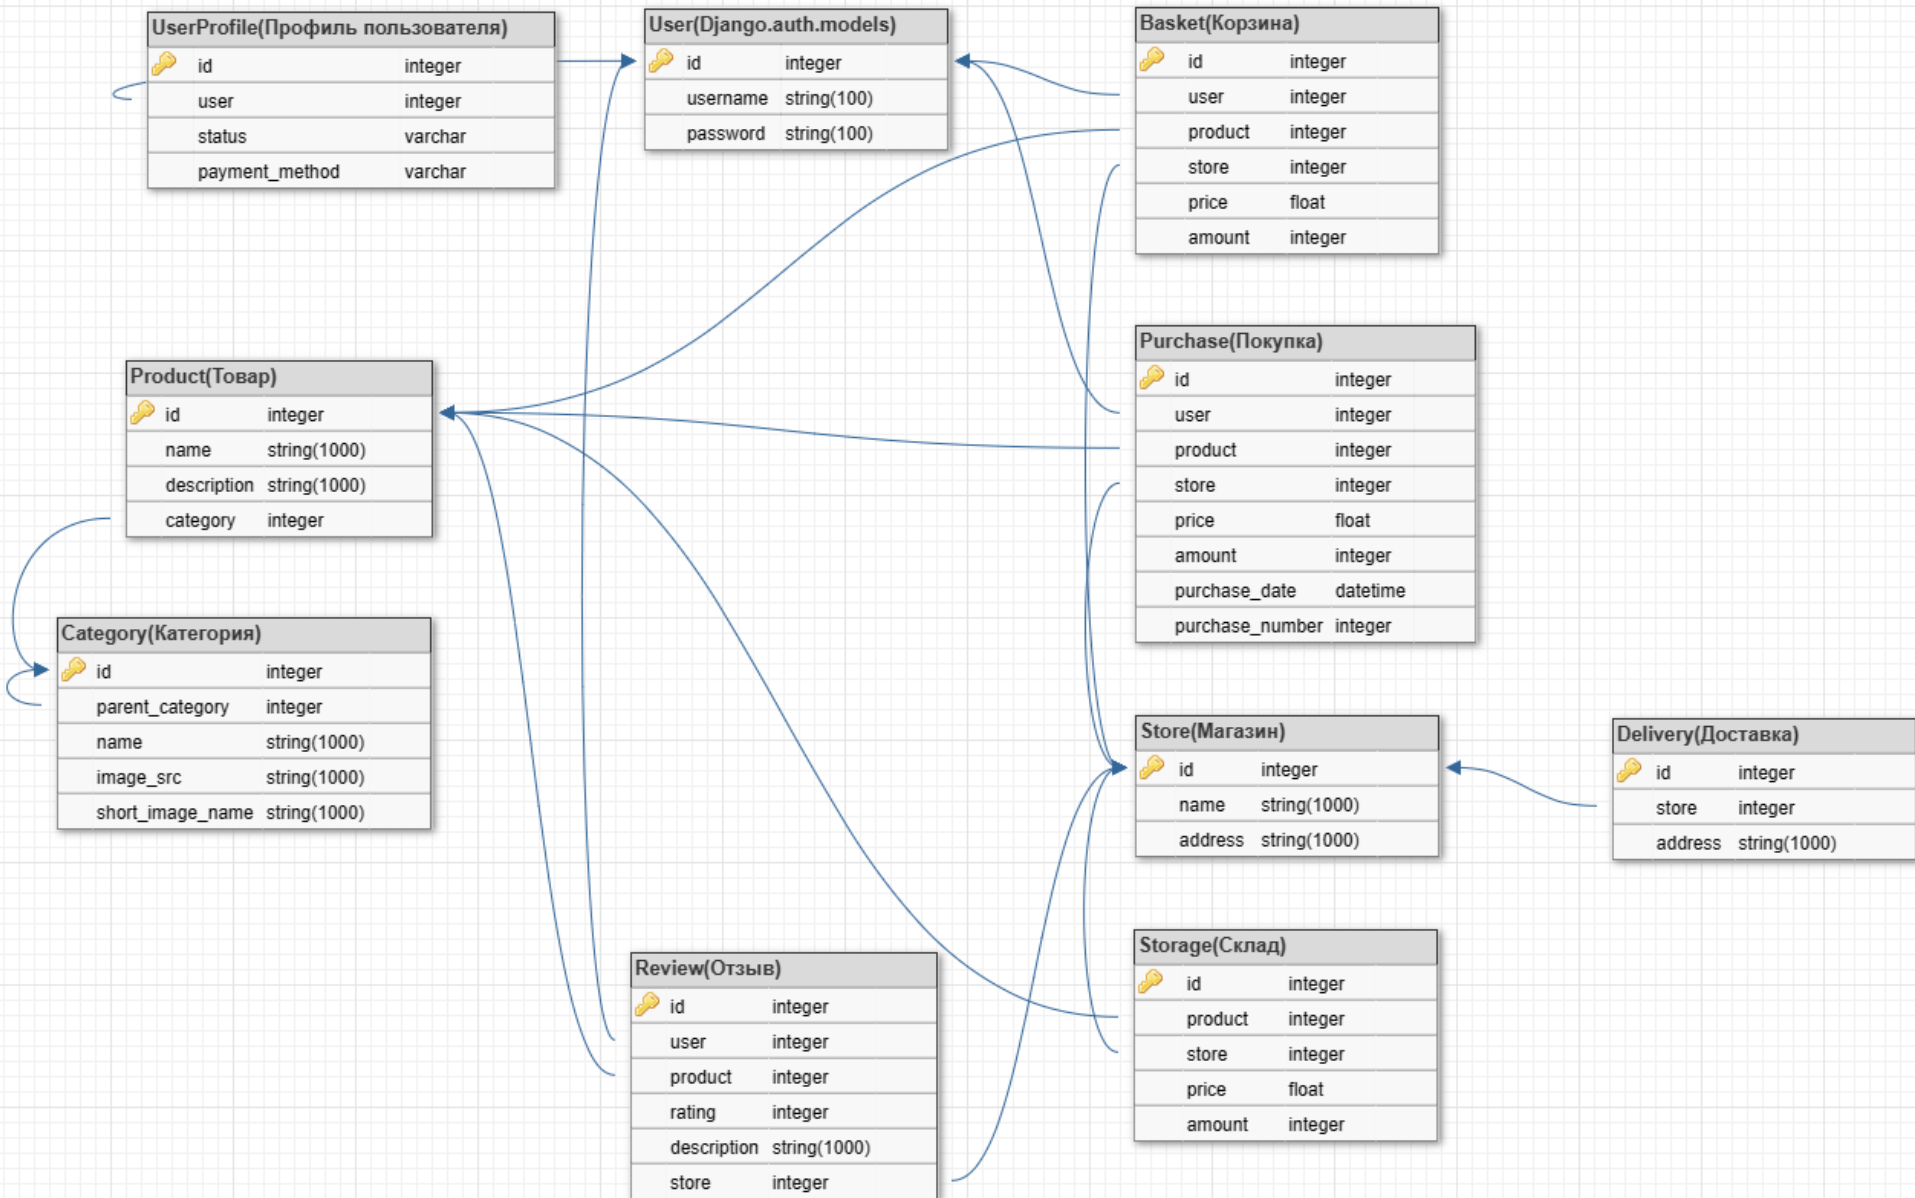 UserProfile(Профиль пользователя)
id integer
user integer
status varchar
payment_method varchar
User(Django.auth.models)
id integer
username string(100)
password string(100)
Basket(Корзина)
id integer
user integer
product integer
store integer
price float
amount integer
Purchase(Покупка)
id integer
user integer
product integer
store integer
price float
amount integer
purchase_date datetime
purchase_number integer
Product(Товар)
id integer
name string(1000)
description string(1000)
category integer
Category(Категория)
id integer
parent_category integer
name string(1000)
image_src string(1000)
short_image_name string(1000)
Store(Магазин)
id integer
name string(1000)
address string(1000)
Delivery(Доставка)
id integer
store integer
address string(1000)
Review(Отзыв)
id integer
user integer
product integer
rating integer
description string(1000)
store integer
Storage(Склад)
id integer
product integer
store integer
price float
amount integer